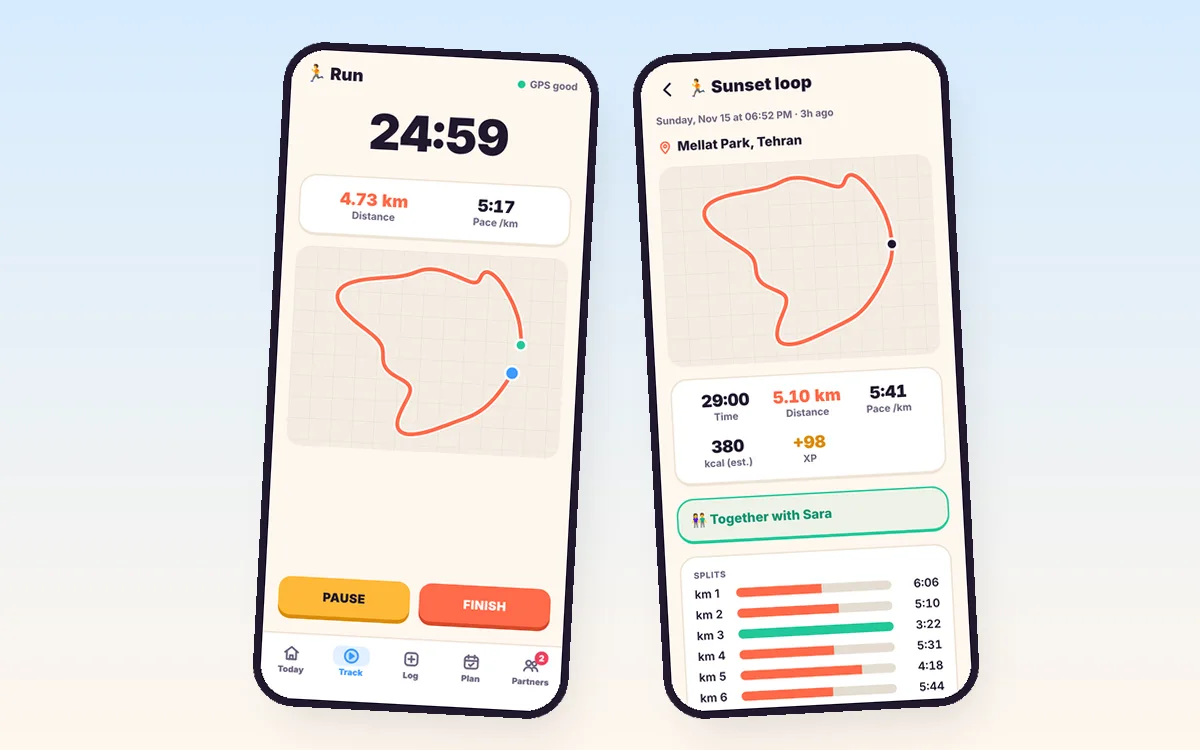 🏃 Run
GPS good
24:59
4.73 km
Distance
5:17
Pace /km
PAUSE
FINISH
Today
Track
Log
Plan
2
Partners
🏃 Sunset loop
Sunday, Nov 15 at 06:52 PM · 3h ago
Mellat Park, Tehran
29:00
Time
5.10 km
Distance
5:41
Pace /km
380
kcal (est.)
+98
XP
👫 Together with Sara
SPLITS
km 1 6:06
km 2 5:10
km 3 3:22
km 4 5:31
km 5 4:18
km 6 5:44